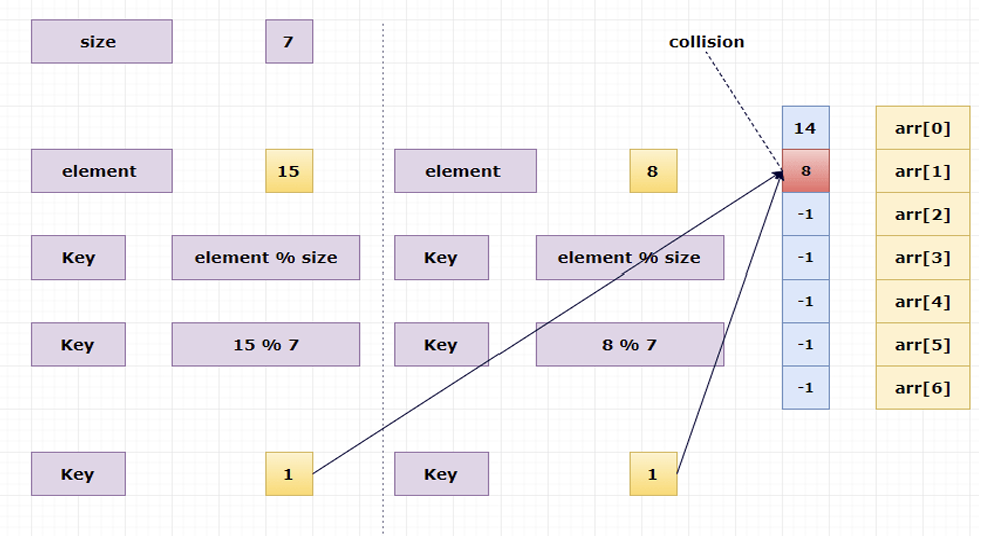 size 7
collision
14 arr[0]
element 15 element 8 8 arr[1]
-1 arr[2]
Key element % size Key element % size -1 arr[3]
-1 arr[4]
Key 15 % 7 Key 8 % 7 -1 arr[5]
-1 arr[6]
Key 1 Key 1